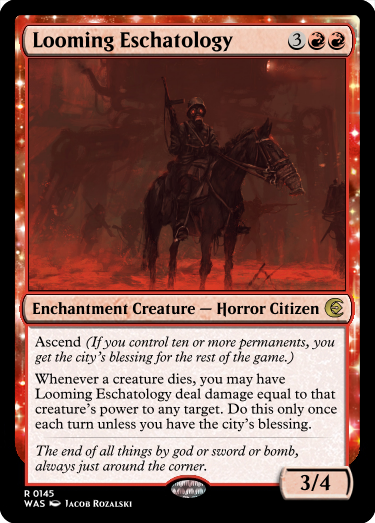 Looming Eschatology 3
Enchantment Creature — Horror Citizen
Ascend (If you control ten or more permanents, you
get the city's blessing for the rest of the game.)
Whenever a creature dies, you may have
Looming Eschatology deal damage equal to that
creature's power to any target. Do this only once
each turn unless you have the city's blessing.
The end of all things by god or sword or bomb,
always just around the corner.
3/4
R 0145
WAS Jacob Rozalski